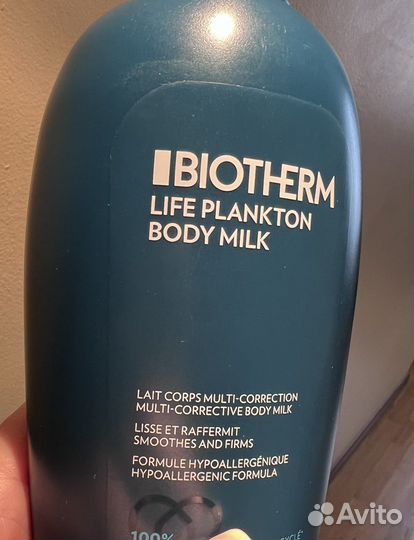 BIOTHERM
LIFE PLANKTON
BODY MILK
LAIT CORPS MULTI-CORRECTION
MULTI-CORRECTIVE BODY MILK
LISSE ET RAFFERMIT
SMOOTHES AND FIRMS
FORMULE HYPOALLERGÉNIQUE
HYPOALLERGENIC FORMULA
100%
Avito